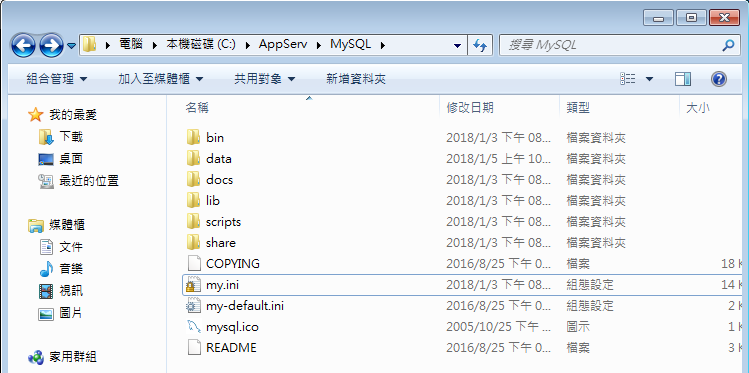 電腦 ▸ 本機磁碟 (C:) ▸ AppServ ▸ MySQL ▸ 搜尋 MySQL
組合管理 加入至媒體櫃 共用對象 新增資料夾
我的最愛
下載
桌面
最近的位置
媒體櫃
文件
音樂
視訊
圖片
家用群組
名稱 修改日期 類型 大小
bin 2018/1/3 下午 08... 檔案資料夾
data 2018/1/5 上午 10... 檔案資料夾
docs 2018/1/3 下午 08... 檔案資料夾
lib 2018/1/3 下午 08... 檔案資料夾
scripts 2018/1/3 下午 08... 檔案資料夾
share 2018/1/3 下午 08... 檔案資料夾
COPYING 2016/8/25 下午 0... 檔案 18 K
my.ini 2018/1/3 下午 08... 組態設定 14 K
my-default.ini 2016/8/25 下午 0... 組態設定 2 K
mysql.ico 2005/10/25 下午 ... 圖示 1 K
README 2016/8/25 下午 0... 檔案 3 K